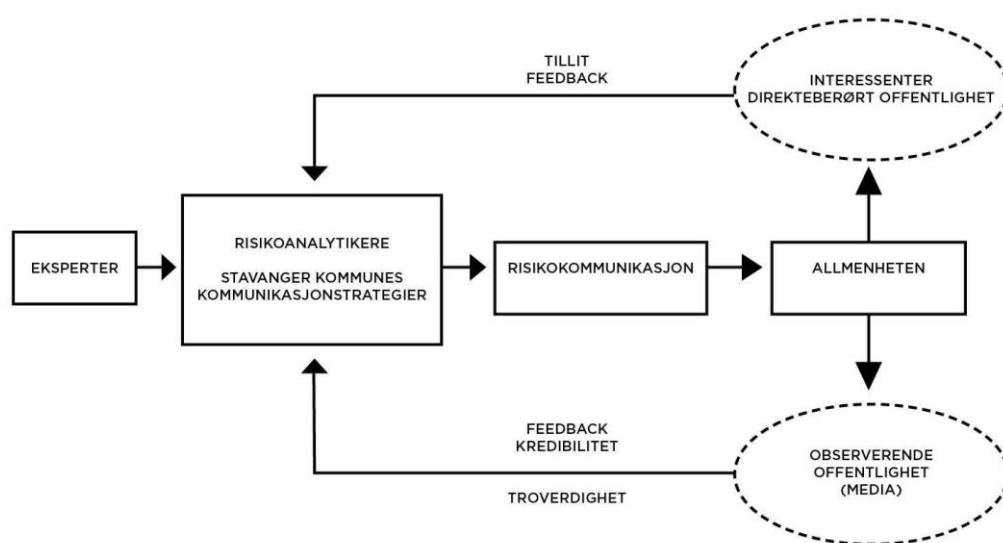 TILLIT
FEEDBACK
INTERESSENTER
DIREKTEBERØRT OFFENTLIGHET
EKSPERTER
RISIKOANALYTIKERE
STAVANGER KOMMUNES
KOMMUNIKASJONSTRATEGIER
RISIKOKOMMUNIKASJON
ALLMENHETEN
FEEDBACK
KREDIBILITET
TROVERDIGHET
OBSERVERENDE
OFFENTLIGHET
(MEDIA)